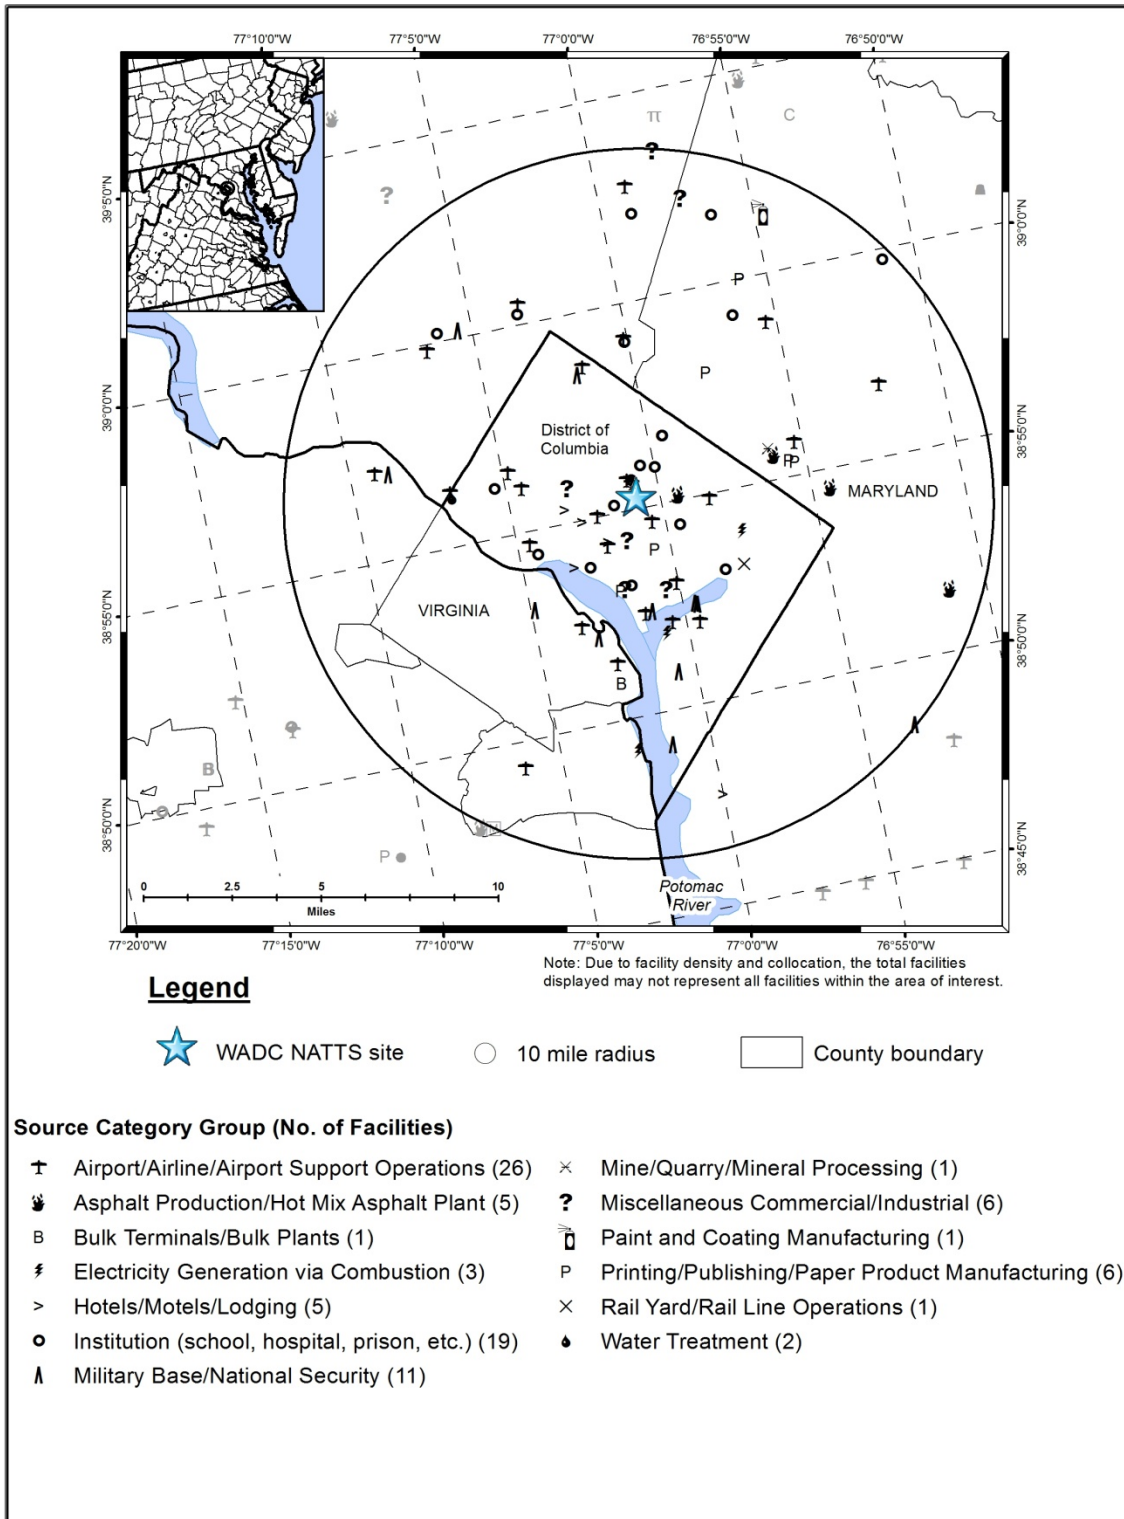 77°10'0"W 77°5'0"W 77°0'0"W 76°55'0"W 76°50'0"W
39°5'0"N
39°0'0"N
39°0'0"N
38°55'0"N
38°55'0"N
38°50'0"N
38°50'0"N
38°45'0"N
π
C
?
?
?
P
P
District of
Columbia
P
P
MARYLAND
?
?
P
P
?
?
VIRGINIA
B
B
M
P
0 2.5 5 10
Miles
Potomac
River
77°20'0"W 77°15'0"W 77°10'0"W 77°5'0"W 77°0'0"W 76°55'0"W
Note: Due to facility density and collocation, the total facilities
displayed may not represent all facilities within the area of interest.
Legend
WADC NATTS site
10 mile radius
County boundary
Source Category Group (No. of Facilities)
Airport/Airline/Airport Support Operations (26)
Asphalt Production/Hot Mix Asphalt Plant (5)
B Bulk Terminals/Bulk Plants (1)
Electricity Generation via Combustion (3)
> Hotels/Motels/Lodging (5)
Institution (school, hospital, prison, etc.) (19)
Military Base/National Security (11)
Mine/Quarry/Mineral Processing (1)
? Miscellaneous Commercial/Industrial (6)
Paint and Coating Manufacturing (1)
P Printing/Publishing/Paper Product Manufacturing (6)
Rail Yard/Rail Line Operations (1)
Water Treatment (2)